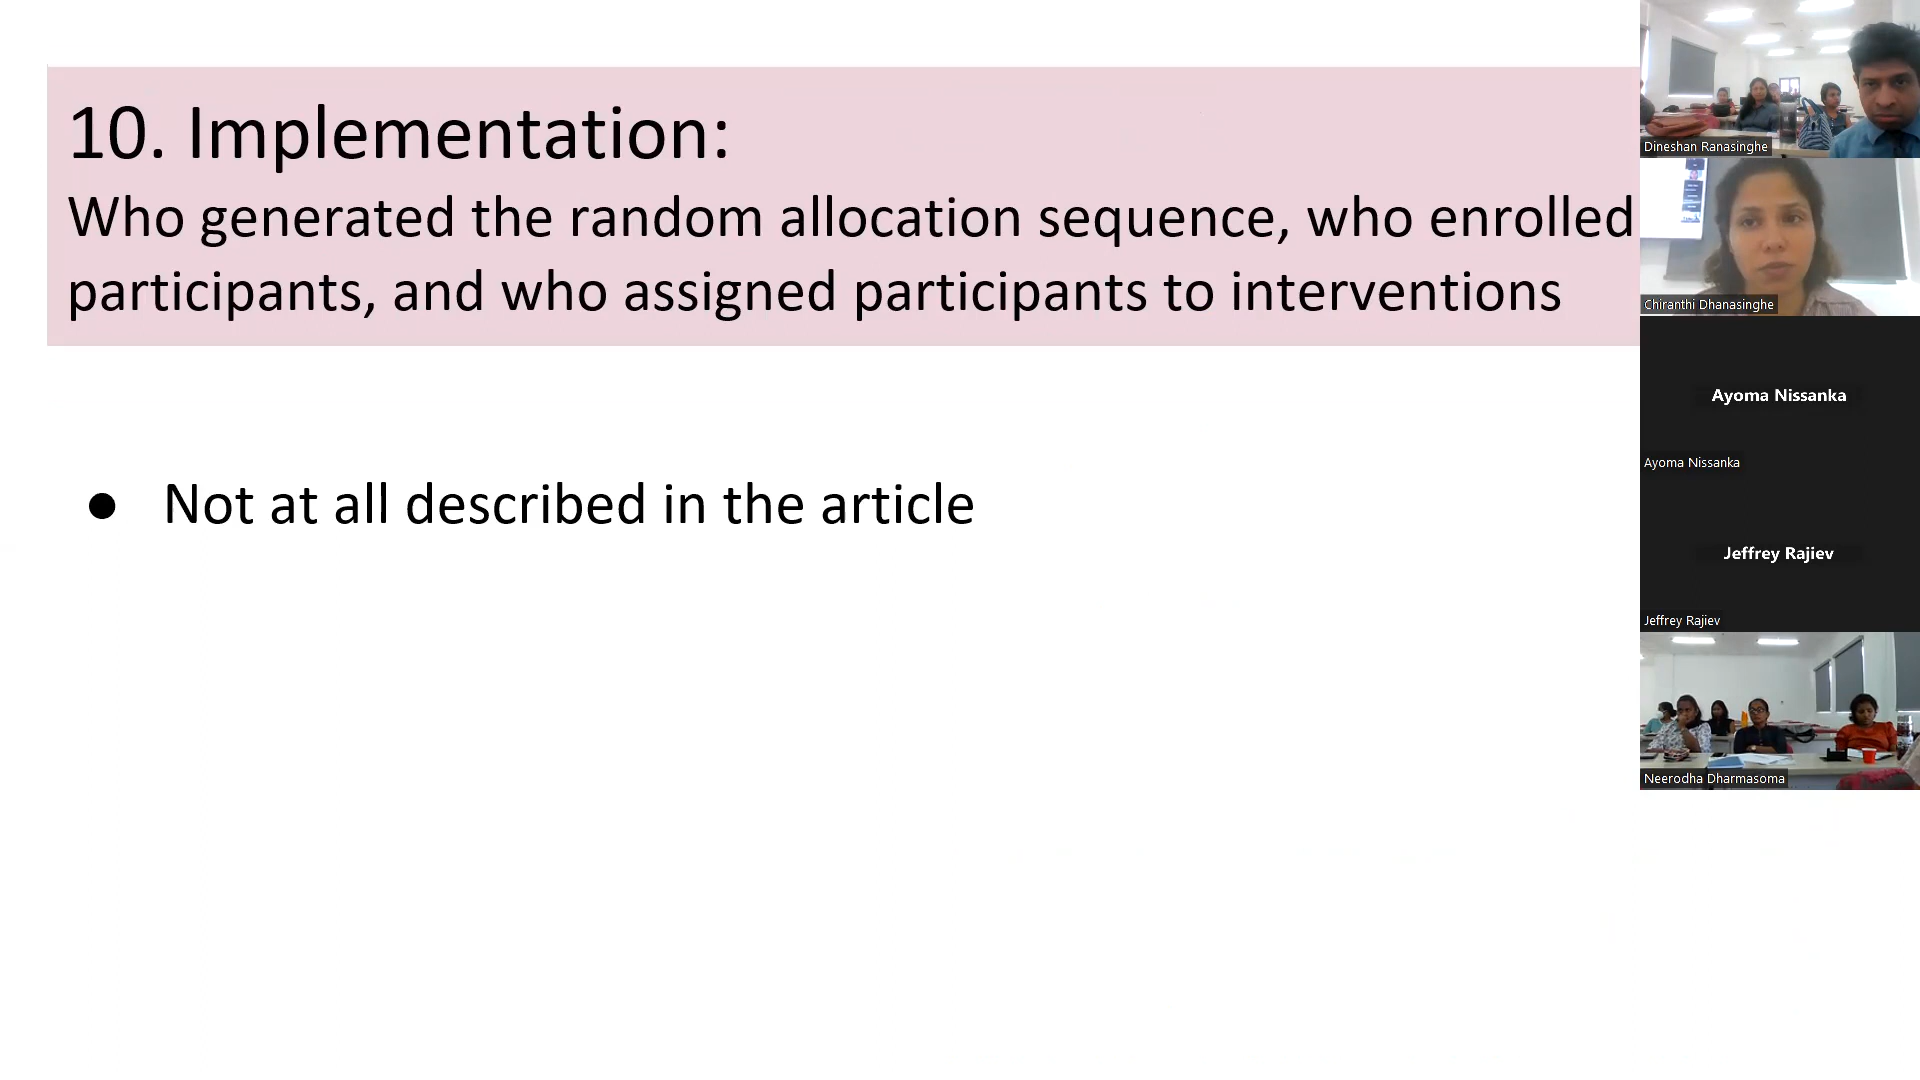 10. Implementation:
Who generated the random allocation sequence, who enrolled
participants, and who assigned participants to interventions
● Not at all described in the article
Dineshan Ranasinghe
Chiranthi Dhanasinghe
Ayoma Nissanka
Ayoma Nissanka
Jeffrey Rajiev
Jeffrey Rajiev
Neerodha Dharmasoma